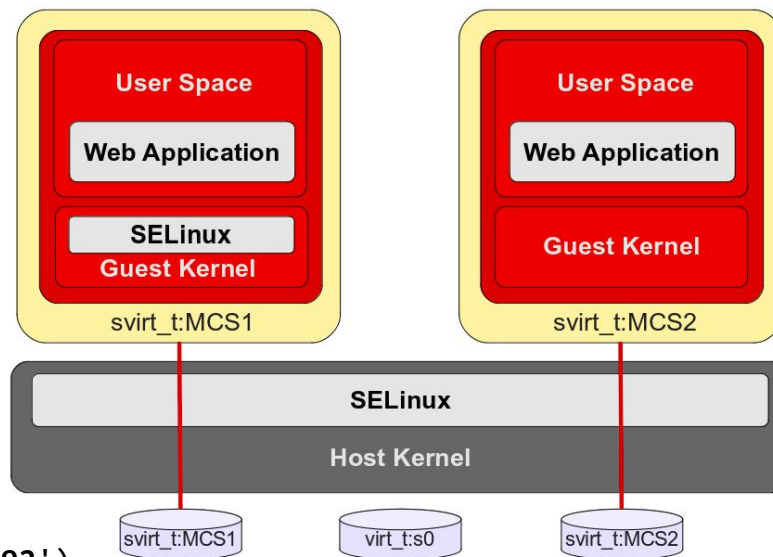 User Space
Web Application
SELinux
Guest Kernel
svirt_t:MCS1
User Space
Web Application
Guest Kernel
svirt_t:MCS2
SELinux
Host Kernel
svirt_t:MCS1
virt_t:s0
svirt_t:MCS2